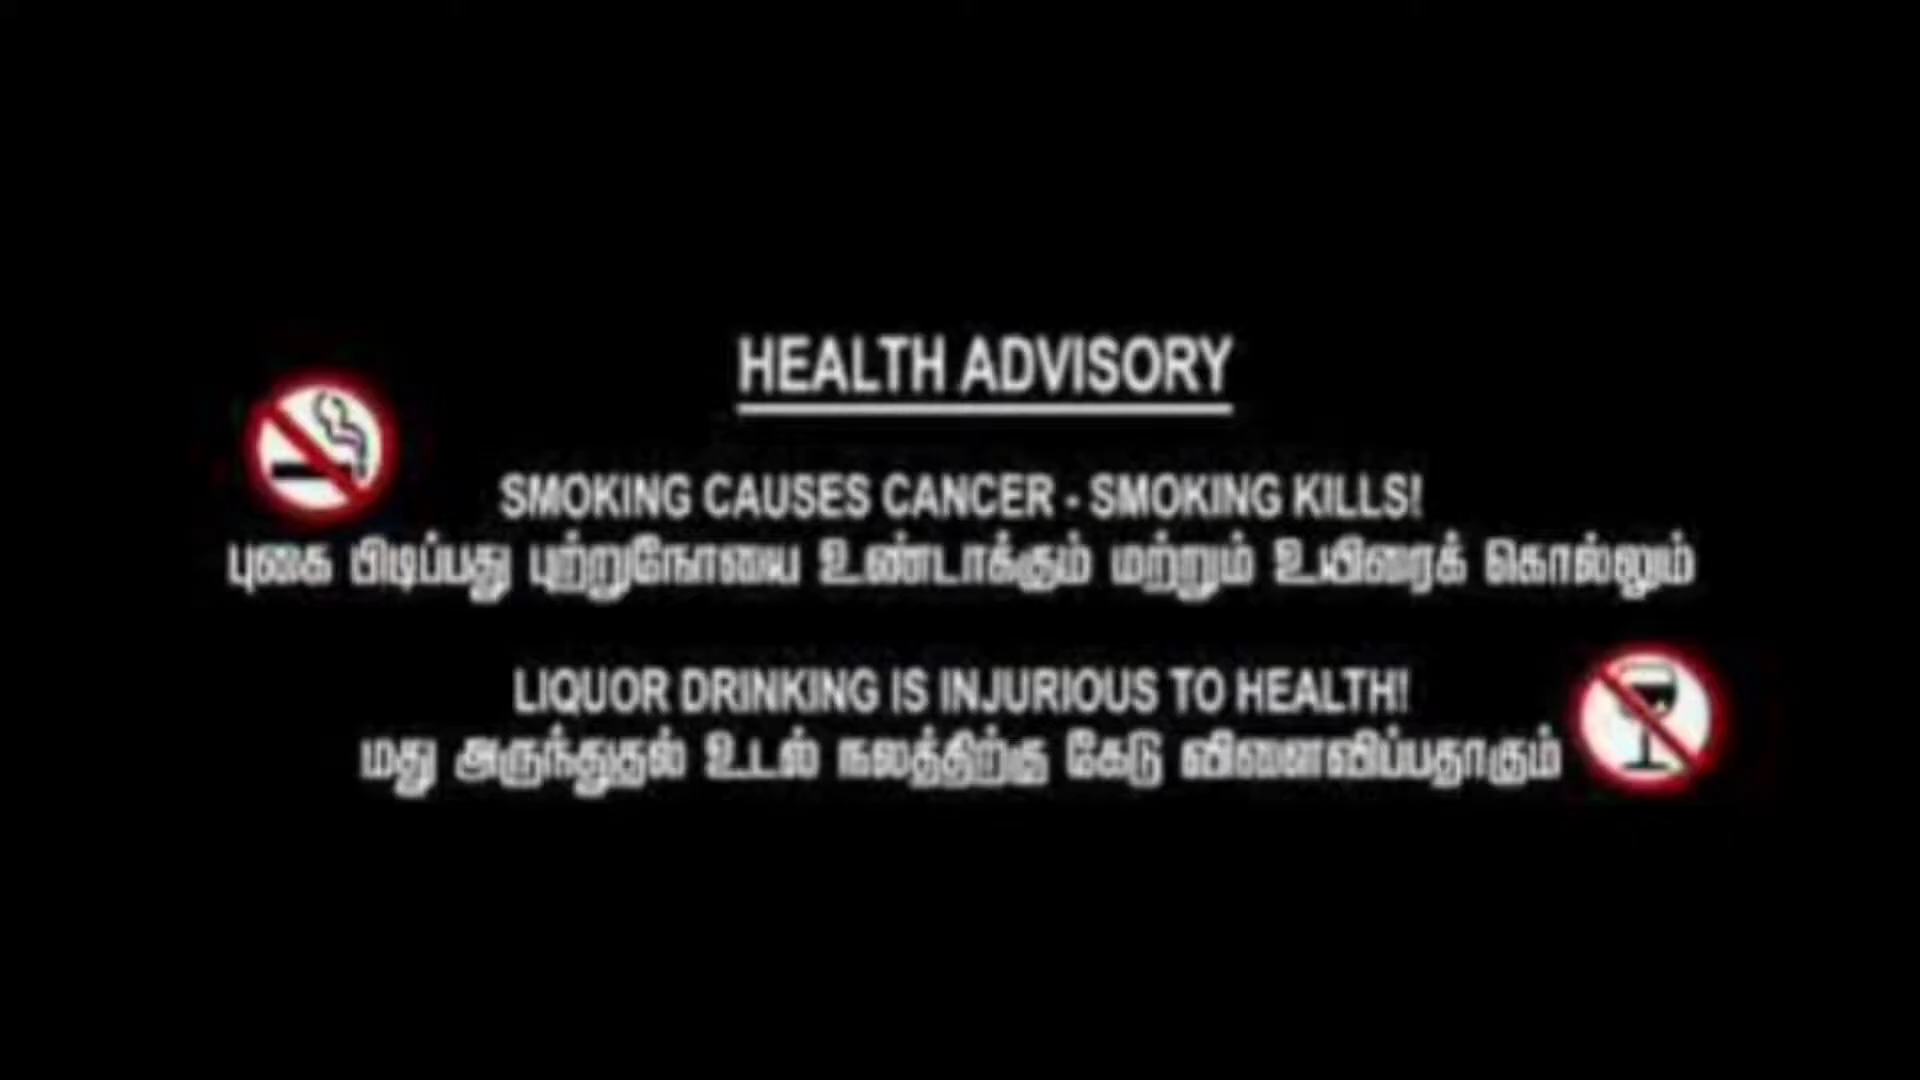 HEALTH ADVISORY
SMOKING CAUSES CANCER - SMOKING KILLS!
புகை பிடிப்பது புற்றுநோயை உண்டாக்கும் மற்றும் உயிரைக் கொல்லும்
LIQUOR DRINKING IS INJURIOUS TO HEALTH!
மது அருந்துதல் உடல் நலத்திற்கு கேடு விளைவிப்பதாகும்